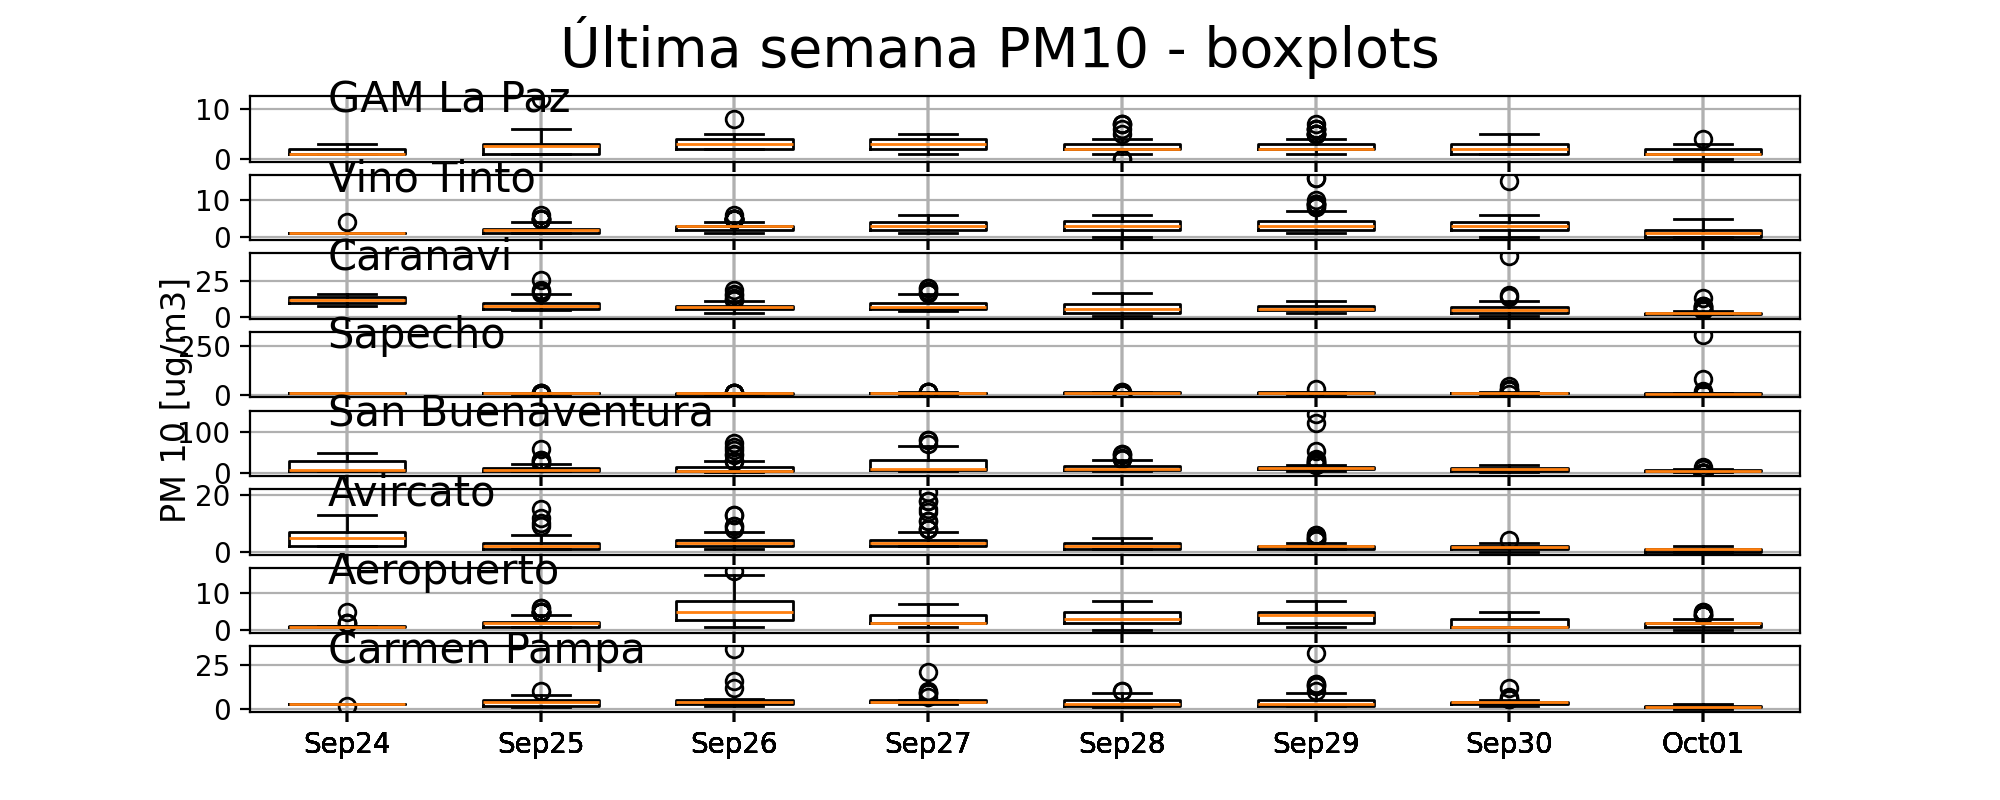 Última semana PM10 - boxplots
GAM La Paz
10
0
Vino Tinto
10
0
Caranavi
25
0
Sapecho
250
0
PM 10 [ug/m3]
San Buenaventura
100
0
Avircato
20
0
Aeropuerto
10
0
Carmen Pampa
25
0
Sep24 Sep25 Sep26 Sep27 Sep28 Sep29 Sep30 Oct01